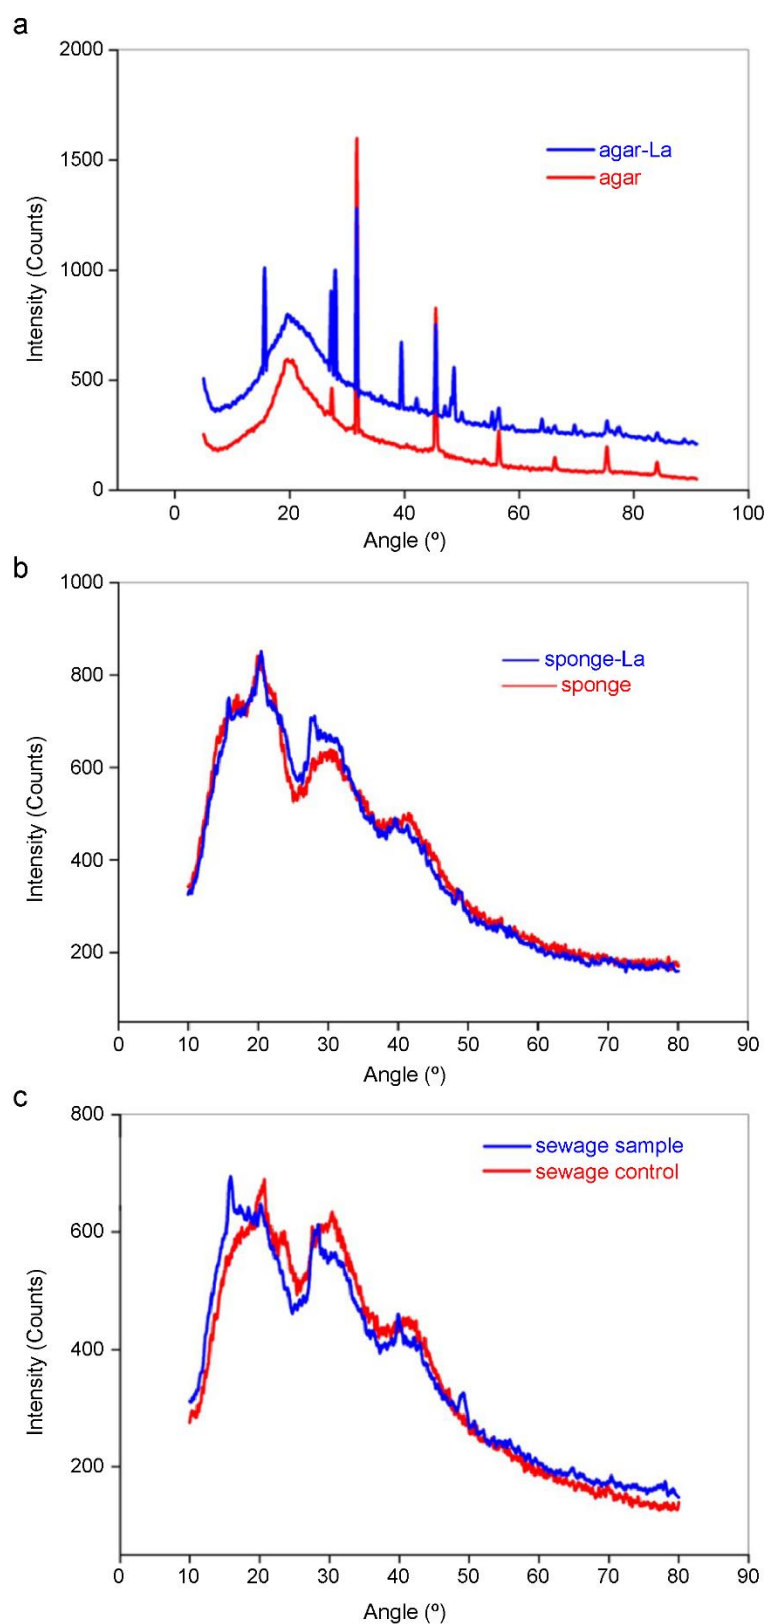 a
2000
1500
1000
500
0
Intensity (Counts)
agar-La
agar
0 20 40 60 80 100
Angle (º)
b
1000
800
600
400
200
Intensity (Counts)
sponge-La
sponge
0 10 20 30 40 50 60 70 80 90
Angle (º)
c
800
600
400
200
Intensity (Counts)
sewage sample
sewage control
0 10 20 30 40 50 60 70 80 90
Angle (º)